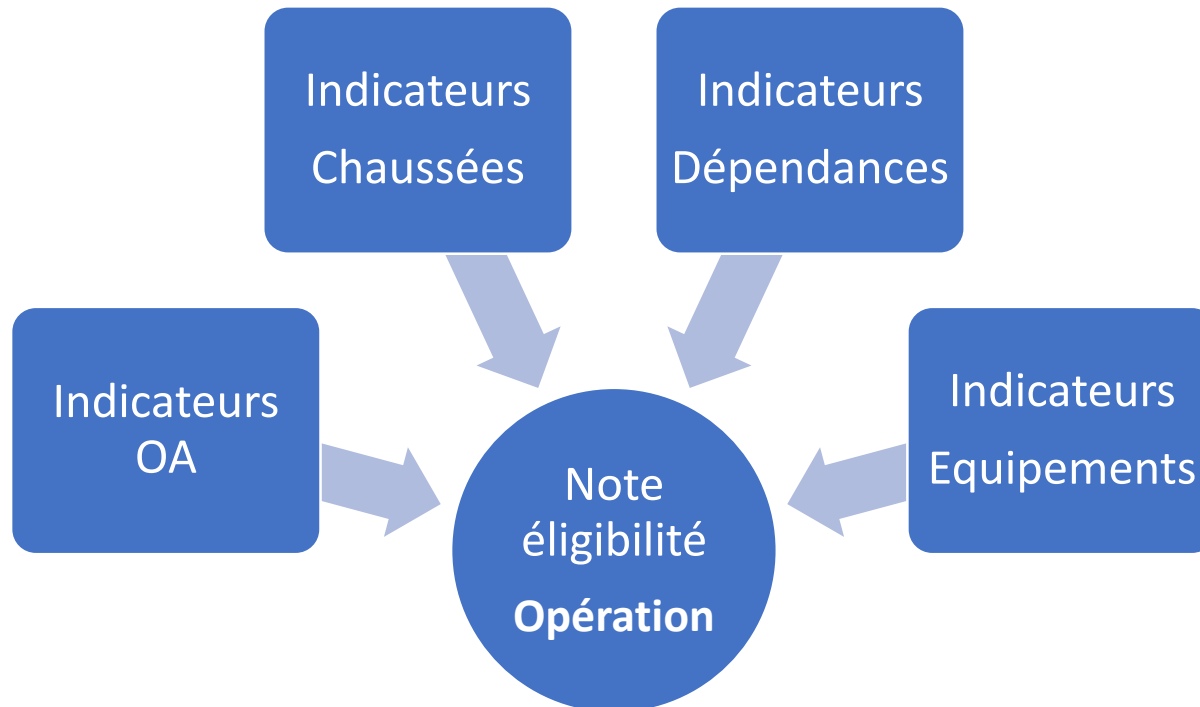 Indicateurs
Chaussées
Indicateurs
Dépendances
Indicateurs
OA
Indicateurs
Equipements
Note
éligibilité
Opération